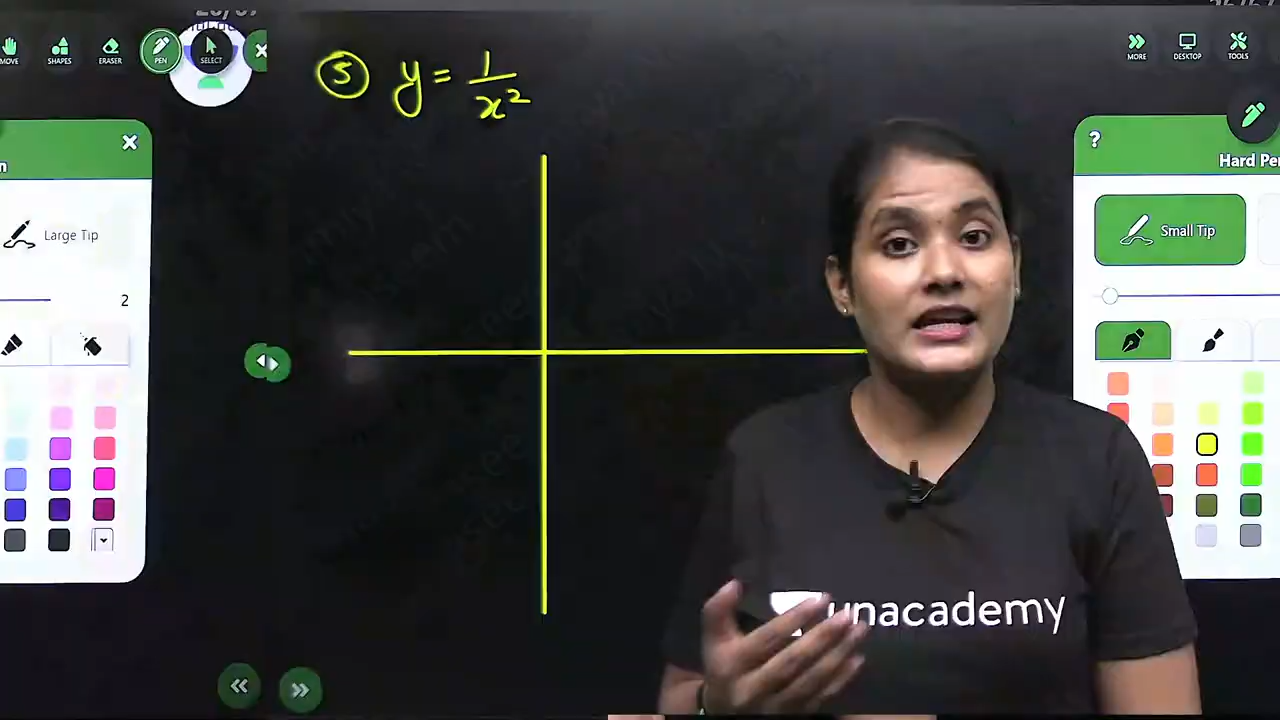 MOVE
SHAPES
ERASER
PEN
SELECT
⑤ y = 1/x²
MORE
DESKTOP
TOOLS
?
Hard Pe
Large Tip
Small Tip
2
unacademy